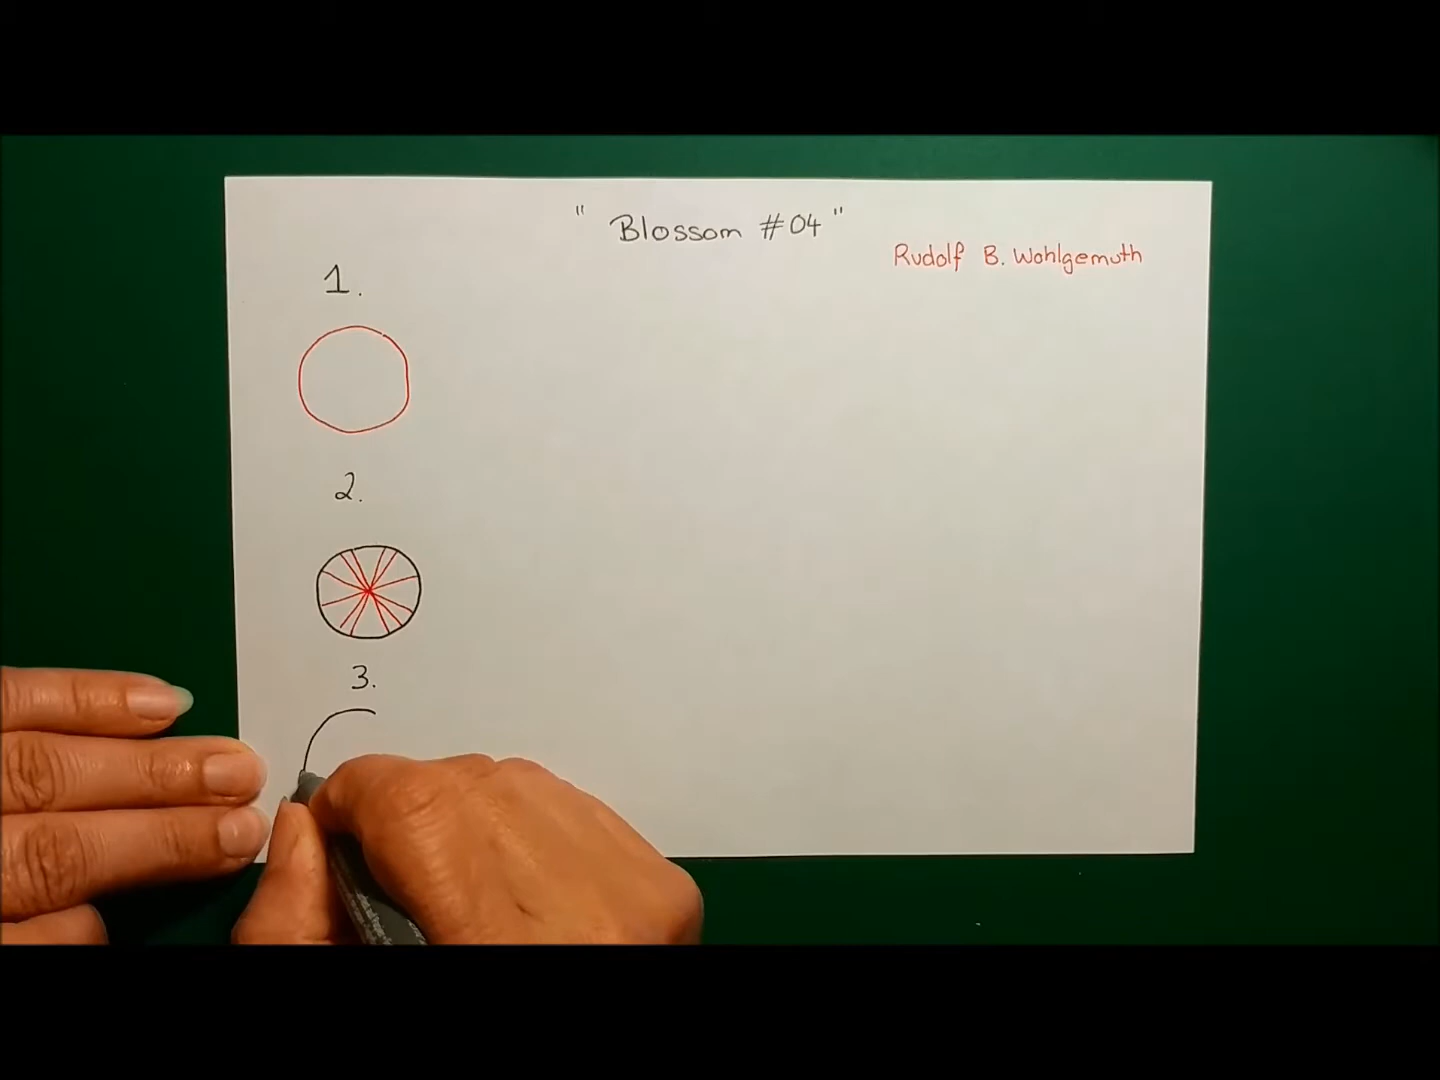 " Blossom #04 "
Rudolf B. Wohlgemuth
1.
2.
3.